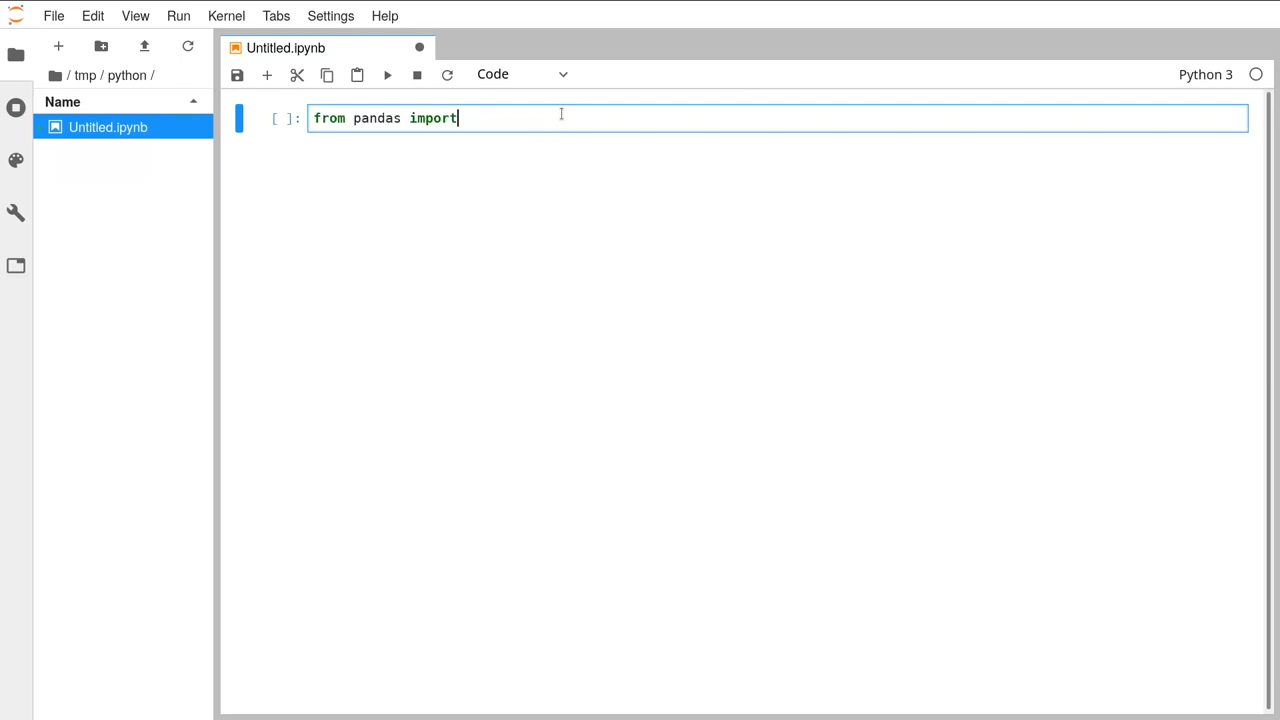 File Edit View Run Kernel Tabs Settings Help
Untitled.ipynb
/ tmp / python /
Code
Python 3
Name
Untitled.ipynb
[ ]: from pandas import